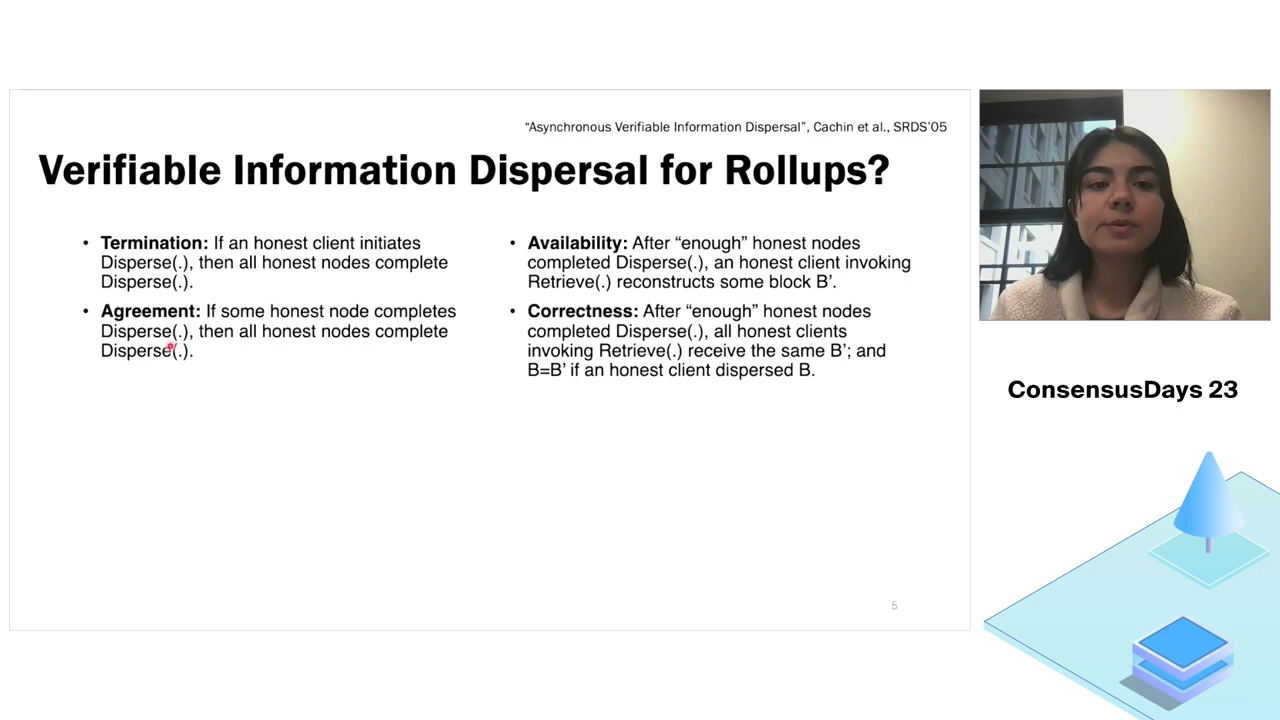 “Asynchronous Verifiable Information Dispersal”, Cachin et al., SRDS’05
Verifiable Information Dispersal for Rollups?
• Termination: If an honest client initiates
Disperse(.), then all honest nodes complete
Disperse(.).
• Agreement: If some honest node completes
Disperse(.), then all honest nodes complete
Disperse(.).
• Availability: After “enough” honest nodes
completed Disperse(.), an honest client invoking
Retrieve(.) reconstructs some block B’.
• Correctness: After “enough” honest nodes
completed Disperse(.), all honest clients
invoking Retrieve(.) receive the same B’; and
B=B’ if an honest client dispersed B.
5
ConsensusDays 23